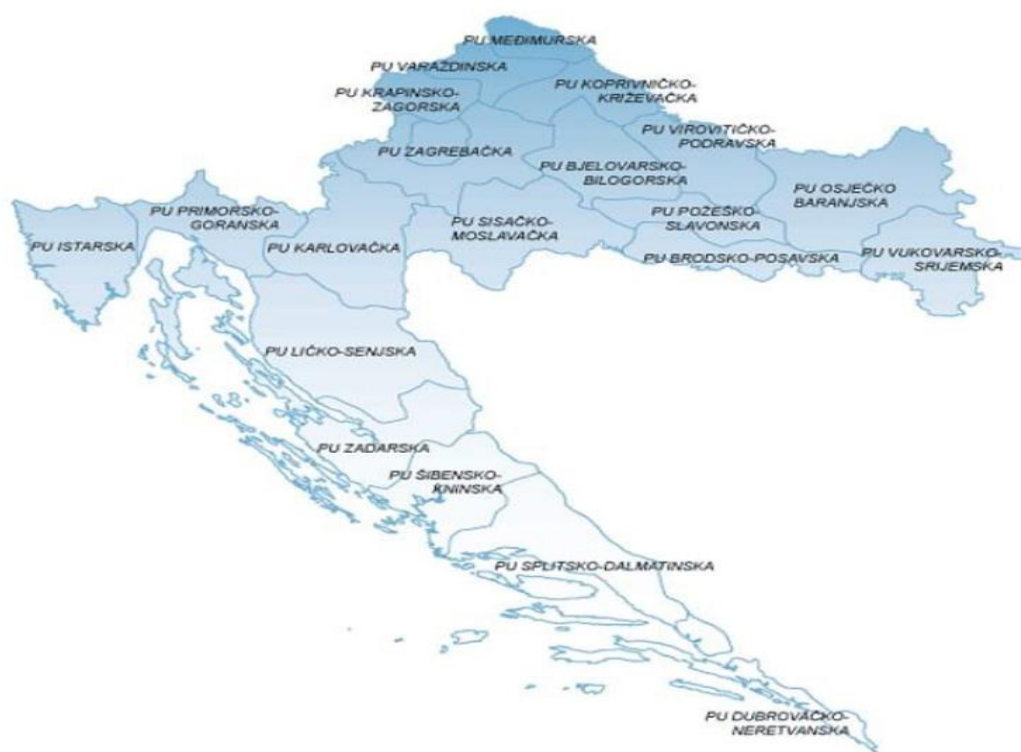 PU MEĐIMURSKA
PU VARAŽDINSKA
PU KRAPINSKO-
ZAGORSKA
PU KOPRIVNIČKO-
KRIŽEVAČKA
PU ZAGREBAČKA
PU VIROVITIČKO-
PODRAVSKA
PU BJELOVARSKO-
BILOGORSKA
PU OSJEČKO
BARANJSKA
PU ISTARSKA
PU PRIMORSKO-
GORANSKA
PU KARLOVAČKA
PU SISAČKO-
MOSLAVAČKA
PU POŽEŠKO-
SLAVONSKA
PU BRODSKO-POSAVSKA
PU VUKOVARSKO-
SRIJEMSKA
PU LIČKO-SENJSKA
PU ZADARSKA
PU ŠIBENSKO-
KNINSKA
PU SPLITSKO-DALMATINSKA
PU DUBROVAČKO-
NERETVANSKA